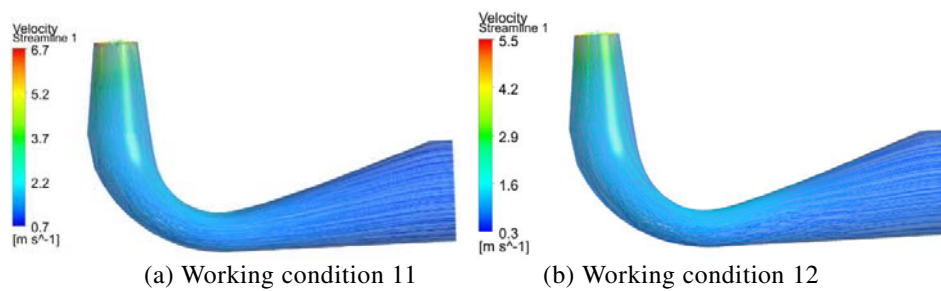 Velocity
Streamline 1
6.7
5.2
3.7
2.2
0.7
[m s^-1]
(a) Working condition 11
Velocity
Streamline 1
5.5
4.2
2.9
1.6
0.3
[m s^-1]
(b) Working condition 12